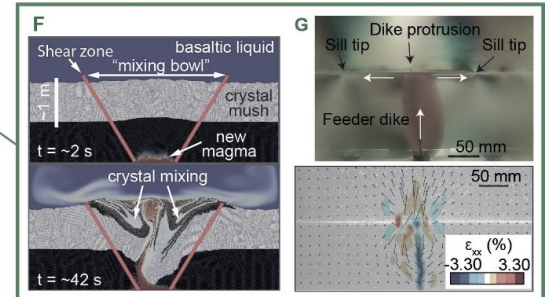 F
Shear zone
basaltic liquid
"mixing bowl"
~1 m
crystal
mush
new
magma
t = ~2 s
crystal mixing
t = ~42 s
G
Dike protrusion
Sill tip
Sill tip
Feeder dike
50 mm
50 mm
εxx (%)
-3.30 3.30